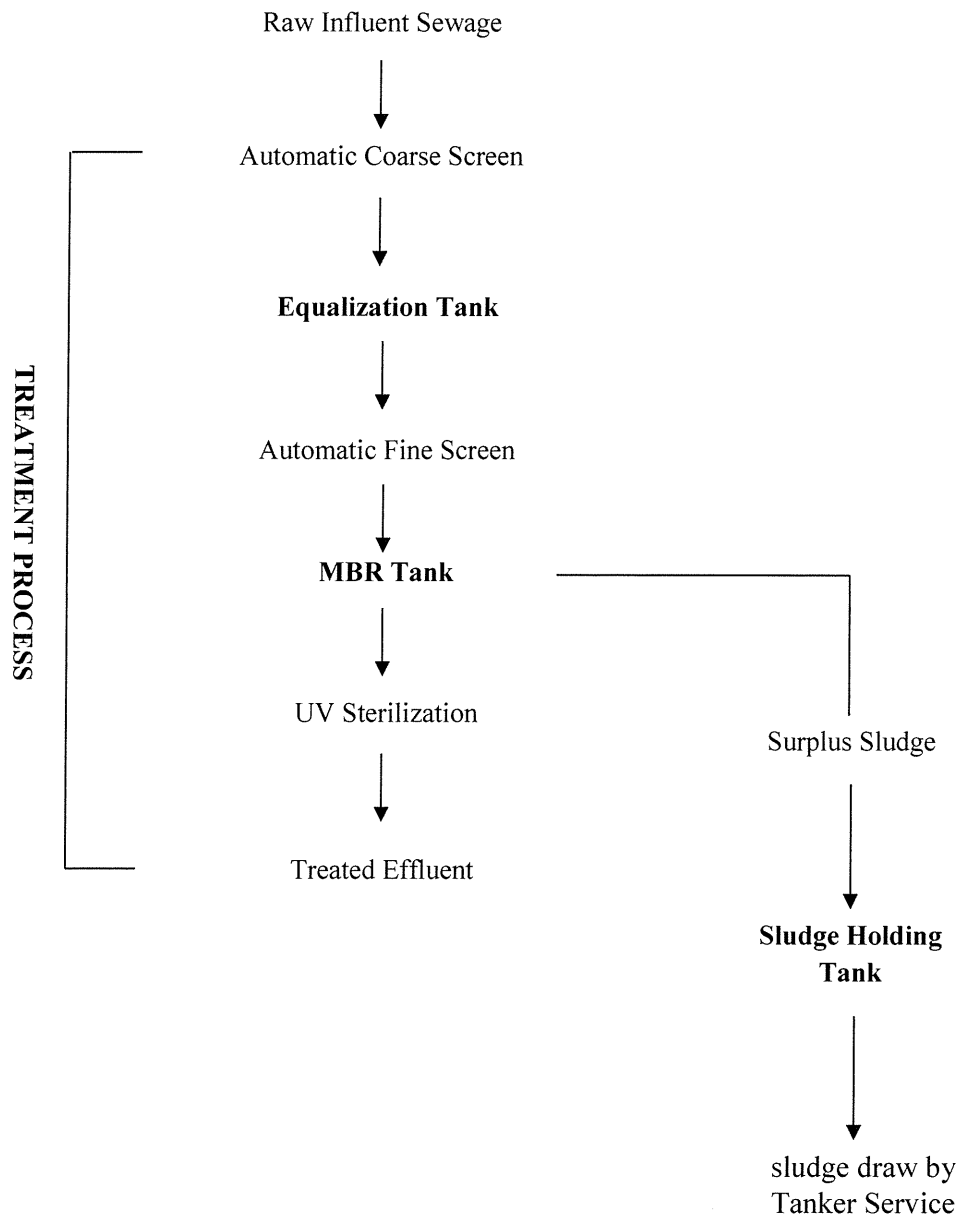 Raw Influent Sewage
Automatic Coarse Screen
Equalization Tank
Automatic Fine Screen
TREATMENT PROCESS
MBR Tank
UV Sterilization
Surplus Sludge
Treated Effluent
Sludge Holding
Tank
sludge draw by
Tanker Service